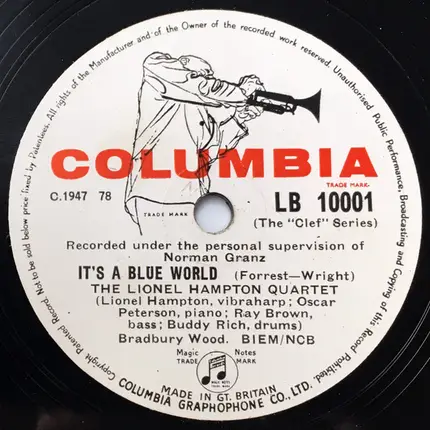 All rights of the Manufacturer and of the Owner of the recorded work reserved. Unauthorised Public Performance, Broadcasting and Copying of this Record Prohibited.
Copyright. Patented Record. Not to be sold below price fixed by Patentees.
COLUMBIA
TRADE MARK.
C.1947 78
LB 10001
TRADE MARK
(The "Clef" Series)
Recorded under the personal supervision of
Norman Granz
IT'S A BLUE WORLD (Forrest—Wright)
THE LIONEL HAMPTON QUARTET
(Lionel Hampton, vibraharp; Oscar
Peterson, piano; Ray Brown,
bass; Buddy Rich, drums)
Bradbury Wood. BIEM/NCB
Magic Notes
TRADE MARK
MAGIC NOTES
MADE IN GT. BRITAIN
COLUMBIA GRAPHOPHONE CO., LTD.